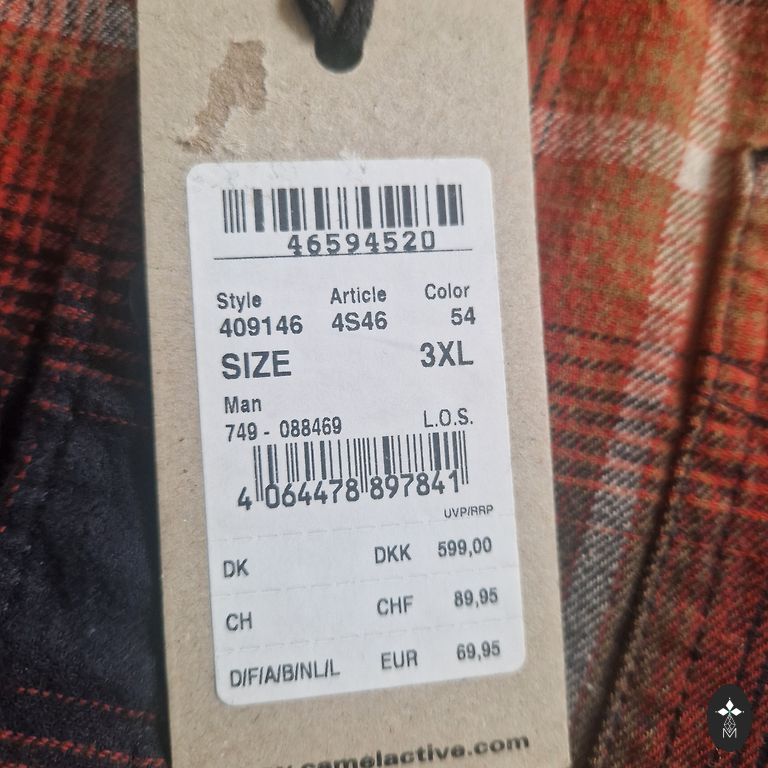 46594520
Style Article Color
409146 4S46 54
SIZE 3XL
Man
749 - 088469 L.O.S.
4 064478 897841
UVP/RRP
DK DKK 599,00
CH CHF 89,95
D/F/A/B/NL/L EUR 69,95
camelactive.com
M